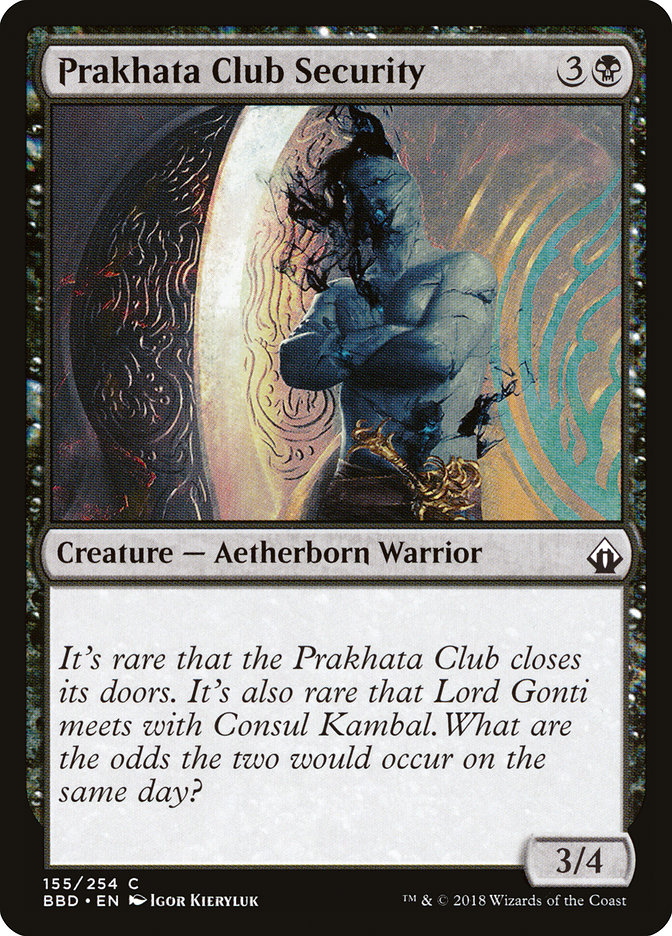 Prakhata Club Security 3
Creature — Aetherborn Warrior
It's rare that the Prakhata Club closes
its doors. It's also rare that Lord Gonti
meets with Consul Kambal. What are
the odds the two would occur on the
same day?
3/4
155/254 C
BBD • EN Igor Kieryluk
™ & © 2018 Wizards of the Coast